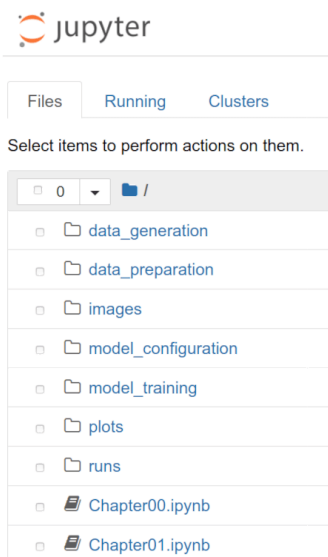 jupyter
Files Running Clusters
Select items to perform actions on them.
0 /
data_generation
data_preparation
images
model_configuration
model_training
plots
runs
Chapter00.ipynb
Chapter01.ipynb